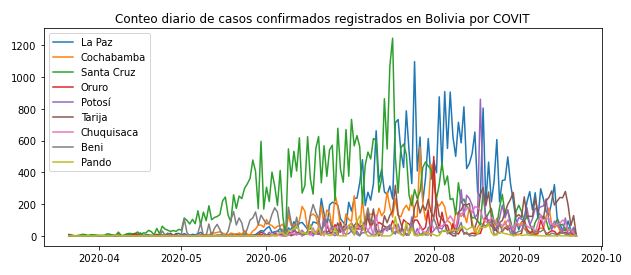 Conteo diario de casos confirmados registrados en Bolivia por COVIT
1200
1000
800
600
400
200
0
La Paz
Cochabamba
Santa Cruz
Oruro
Potosí
Tarija
Chuquisaca
Beni
Pando
2020-04
2020-05
2020-06
2020-07
2020-08
2020-09
2020-10